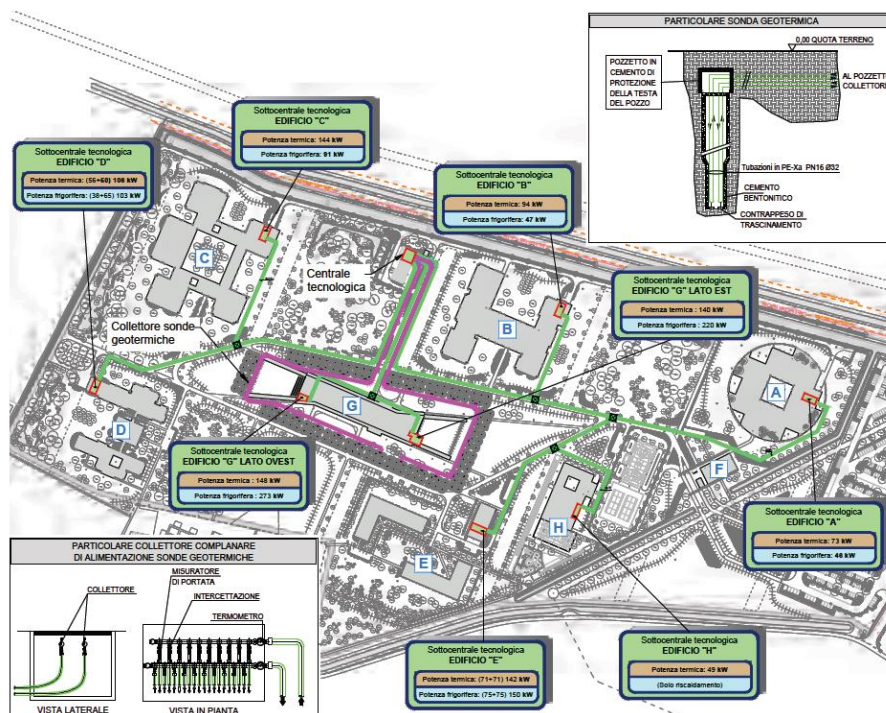 PARTICOLARE SONDA GEOTERMICA
0,00 QUOTA TERRENO
POZZETTO IN
CEMENTO DI
PROTEZIONE
DELLA TESTA
DEL POZZO
AL POZZETTO
COLLETTORE
Tubazioni in PE-Xa PN16 Ø32
CEMENTO
BENTONITICO
CONTRAPPESO DI
TRASCINAMENTO
Sottocentrale tecnologica
EDIFICIO "C"
Potenza termica: 144 kW
Potenza frigorifera: 91 kW
Sottocentrale tecnologica
EDIFICIO "D"
Potenza termica: (56+60) 106 kW
Potenza frigorifera: (38+65) 103 kW
Sottocentrale tecnologica
EDIFICIO "B"
Potenza termica: 94 kW
Potenza frigorifera: 47 kW
Sottocentrale tecnologica
EDIFICIO "G" LATO EST
Potenza termica : 140 kW
Potenza frigorifera : 220 kW
Centrale
tecnologica
Collettore sonde
geotermiche
C
B
A
D
G
F
H
E
Sottocentrale tecnologica
EDIFICIO "G" LATO OVEST
Potenza termica : 148 kW
Potenza frigorifera : 273 kW
Sottocentrale tecnologica
EDIFICIO "A"
Potenza termica: 73 kW
Potenza frigorifera: 48 kW
PARTICOLARE COLLETTORE COMPLANARE
DI ALIMENTAZIONE SONDE GEOTERMICHE
MISURATORE
DI PORTATA
COLLETTORE
INTERCETTAZIONE
TERMOMETRO
VISTA LATERALE
VISTA IN PIANTA
Sottocentrale tecnologica
EDIFICIO "E"
Potenza termica: (71+71) 142 kW
Potenza frigorifera: (75+75) 150 kW
Sottocentrale tecnologica
EDIFICIO "H"
Potenza termica: 49 kW
(Solo riscaldamento)